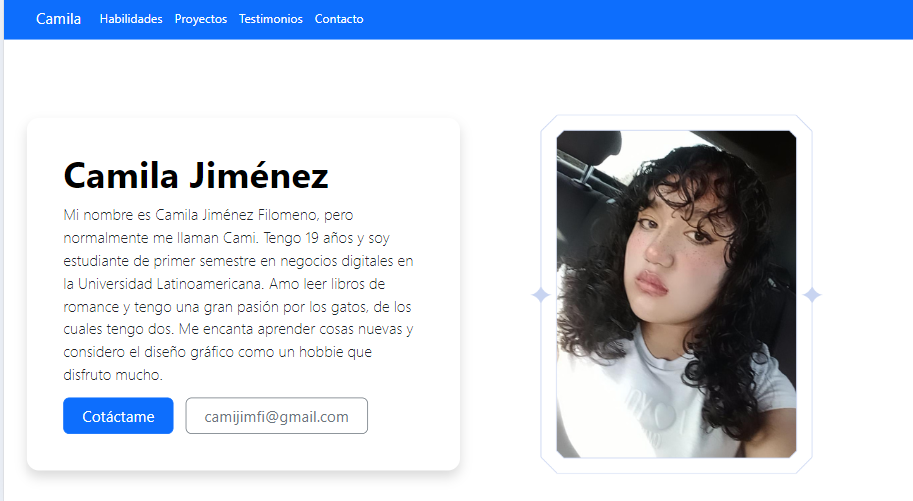 Camila Habilidades Proyectos Testimonios Contacto
Camila Jiménez
Mi nombre es Camila Jiménez Filomeno, pero
normalmente me llaman Cami. Tengo 19 años y soy
estudiante de primer semestre en negocios digitales en
la Universidad Latinoamericana. Amo leer libros de
romance y tengo una gran pasión por los gatos, de los
cuales tengo dos. Me encanta aprender cosas nuevas y
considero el diseño gráfico como un hobbie que
disfruto mucho.
Cotáctame camijimfi@gmail.com